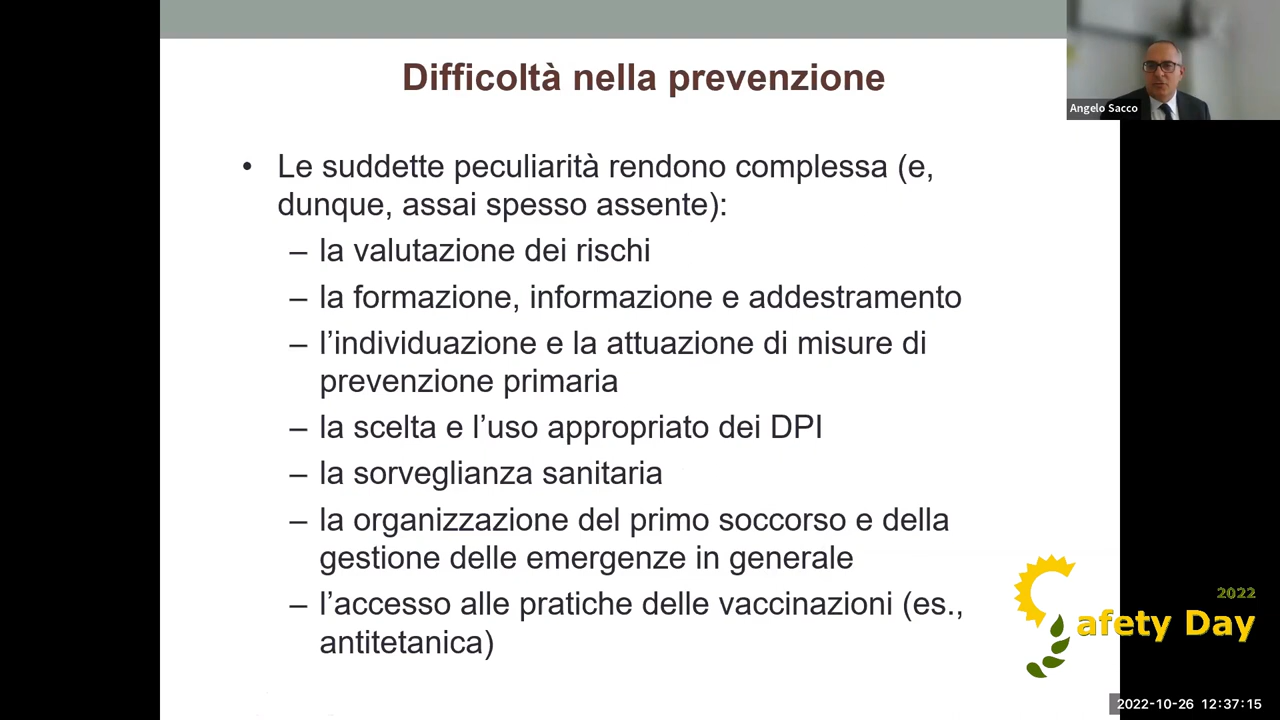 Difficoltà nella prevenzione
Angelo Sacco
• Le suddette peculiarità rendono complessa (e,
dunque, assai spesso assente):
– la valutazione dei rischi
– la formazione, informazione e addestramento
– l’individuazione e la attuazione di misure di
prevenzione primaria
– la scelta e l’uso appropriato dei DPI
– la sorveglianza sanitaria
– la organizzazione del primo soccorso e della
gestione delle emergenze in generale
– l’accesso alle pratiche delle vaccinazioni (es.,
antitetanica)
2022
Safety Day
2022-10-26 12:37:15